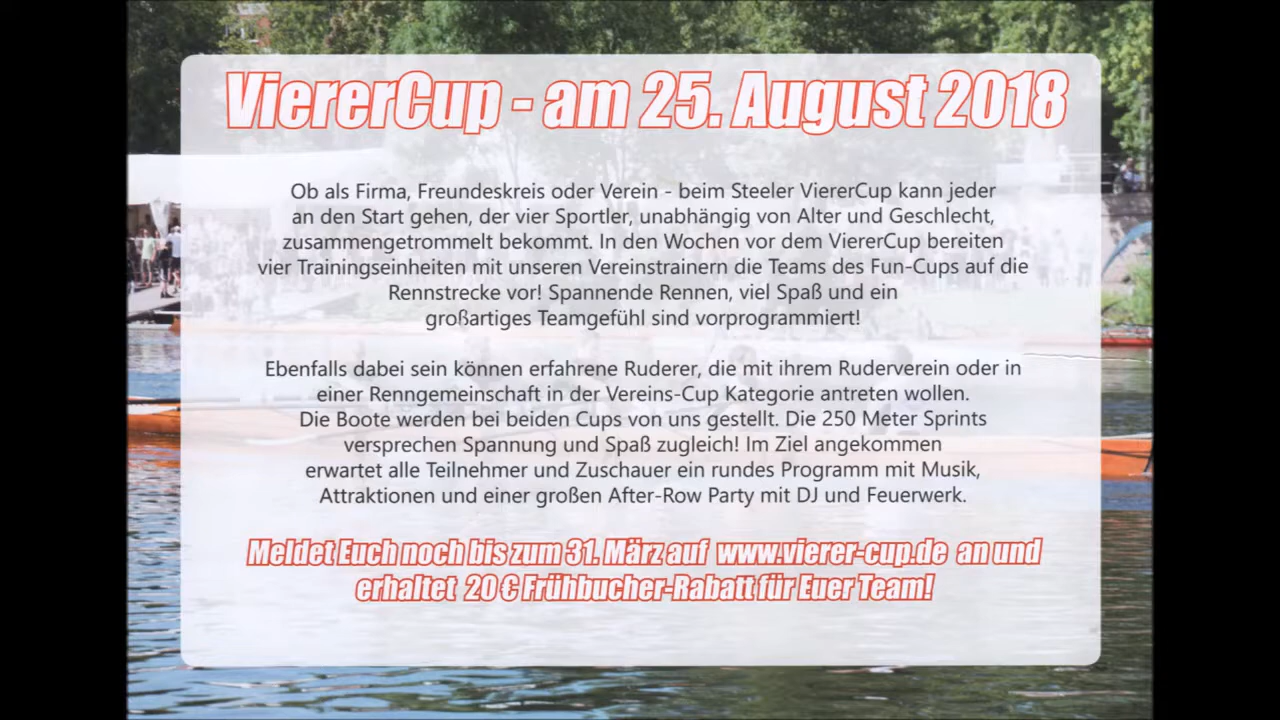 ViererCup - am 25. August 2018
Ob als Firma, Freundeskreis oder Verein - beim Steeler ViererCup kann jeder
an den Start gehen, der vier Sportler, unabhängig von Alter und Geschlecht,
zusammengetrommelt bekommt. In den Wochen vor dem ViererCup bereiten
vier Trainingseinheiten mit unseren Vereinstrainern die Teams des Fun-Cups auf die
Rennstrecke vor! Spannende Rennen, viel Spaß und ein
großartiges Teamgefühl sind vorprogrammiert!
Ebenfalls dabei sein können erfahrene Ruderer, die mit ihrem Ruderverein oder in
einer Renngemeinschaft in der Vereins-Cup Kategorie antreten wollen.
Die Boote werden bei beiden Cups von uns gestellt. Die 250 Meter Sprints
versprechen Spannung und Spaß zugleich! Im Ziel angekommen
erwartet alle Teilnehmer und Zuschauer ein rundes Programm mit Musik,
Attraktionen und einer großen After-Row Party mit DJ und Feuerwerk.
Meldet Euch noch bis zum 31. März auf www.vierer-cup.de an und
erhaltet 20 € Frühbucher-Rabatt für Euer Team!